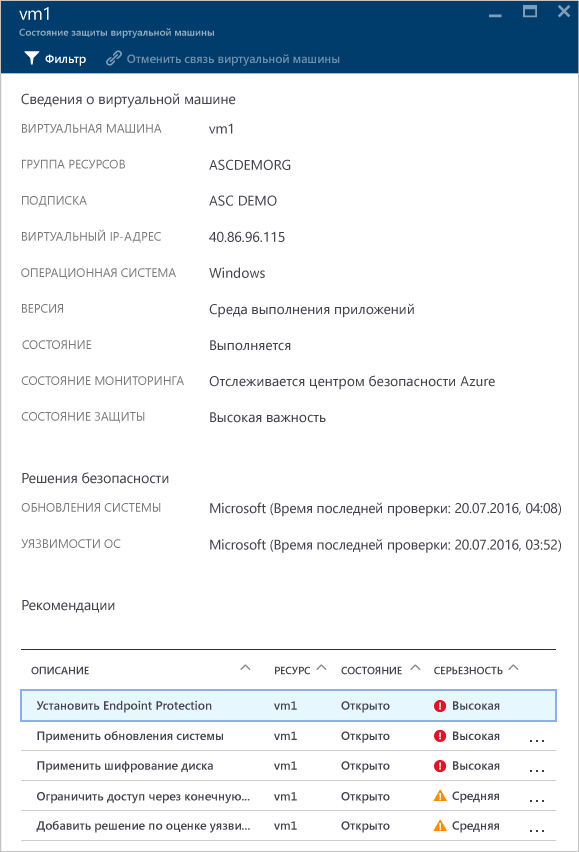 vm1
Состояние защиты виртуальной машины
Фильтр Отменить связь виртуальной машины
Сведения о виртуальной машине
ВИРТУАЛЬНАЯ МАШИНА vm1
ГРУППА РЕСУРСОВ ASCDEMORG
ПОДПИСКА ASC DEMO
ВИРТУАЛЬНЫЙ IP-АДРЕС 40.86.96.115
ОПЕРАЦИОННАЯ СИСТЕМА Windows
ВЕРСИЯ Среда выполнения приложений
СОСТОЯНИЕ Выполняется
СОСТОЯНИЕ МОНИТОРИНГА Отслеживается центром безопасности Azure
СОСТОЯНИЕ ЗАЩИТЫ Высокая важность
Решения безопасности
ОБНОВЛЕНИЯ СИСТЕМЫ Microsoft (Время последней проверки: 20.07.2016, 04:08)
УЯЗВИМОСТИ ОС Microsoft (Время последней проверки: 20.07.2016, 03:52)
Рекомендации
ОПИСАНИЕ РЕСУРС СОСТОЯНИЕ СЕРЬЕЗНОСТЬ
Установить Endpoint Protection vm1 Открыто Высокая
Применить обновления системы vm1 Открыто Высокая ...
Применить шифрование диска vm1 Открыто Высокая ...
Ограничить доступ через конечную... vm1 Открыто Средняя ...
Добавить решение по оценке уязви... vm1 Открыто Средняя ...